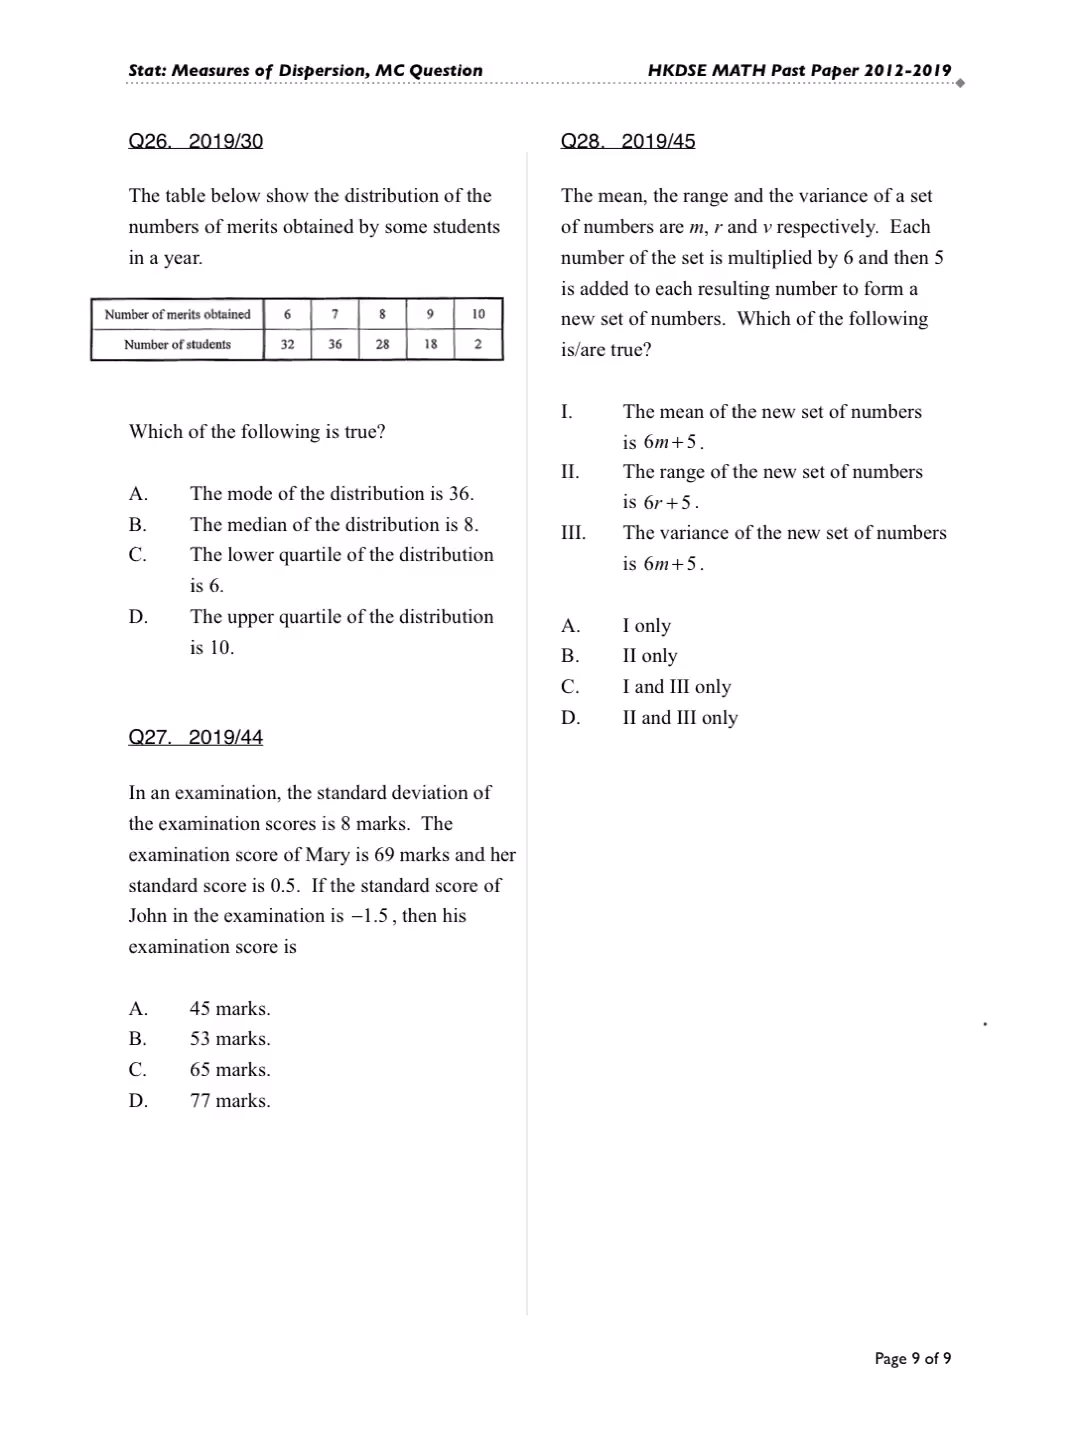 Stat: Measures of Dispersion, MC Question HKDSE MATH Past Paper 2012-2019
Q26. 2019/30
The table below show the distribution of the
numbers of merits obtained by some students
in a year.
Number of merits obtained 6 7 8 9 10
Number of students 32 36 28 18 2
Which of the following is true?
A. The mode of the distribution is 36.
B. The median of the distribution is 8.
C. The lower quartile of the distribution
is 6.
D. The upper quartile of the distribution
is 10.
Q27. 2019/44
In an examination, the standard deviation of
the examination scores is 8 marks. The
examination score of Mary is 69 marks and her
standard score is 0.5. If the standard score of
John in the examination is −1.5 , then his
examination score is
A. 45 marks.
B. 53 marks.
C. 65 marks.
D. 77 marks.
Q28. 2019/45
The mean, the range and the variance of a set
of numbers are m, r and v respectively. Each
number of the set is multiplied by 6 and then 5
is added to each resulting number to form a
new set of numbers. Which of the following
is/are true?
I. The mean of the new set of numbers
is 6m+5 .
II. The range of the new set of numbers
is 6r+5 .
III. The variance of the new set of numbers
is 6m+5 .
A. I only
B. II only
C. I and III only
D. II and III only
Page 9 of 9